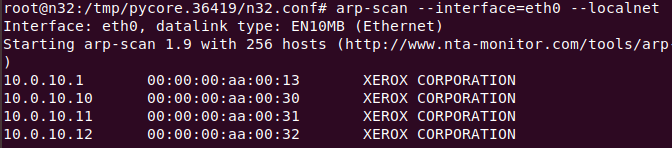 root@n32:/tmp/pycore.36419/n32.conf# arp-scan --interface=eth0 --localnet
Interface: eth0, datalink type: EN10MB (Ethernet)
Starting arp-scan 1.9 with 256 hosts (http://www.nta-monitor.com/tools/arp-
)
10.0.10.1 00:00:00:aa:00:13 XEROX CORPORATION
10.0.10.10 00:00:00:aa:00:30 XEROX CORPORATION
10.0.10.11 00:00:00:aa:00:31 XEROX CORPORATION
10.0.10.12 00:00:00:aa:00:32 XEROX CORPORATION